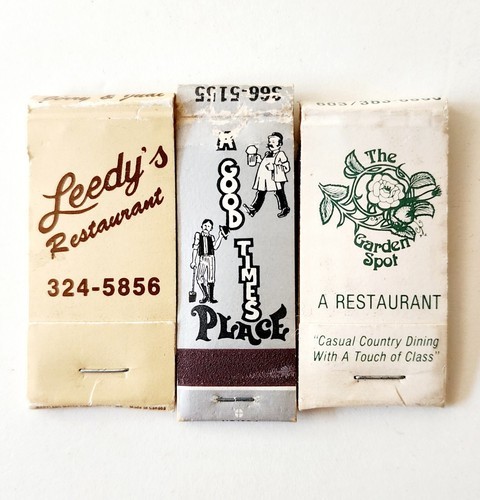 Leedy's
Restaurant
324-5856
366-5155
A
GOOD
TIMES
PLACE
The
Garden
Spot
A RESTAURANT
"Casual Country Dining
With A Touch of Class"